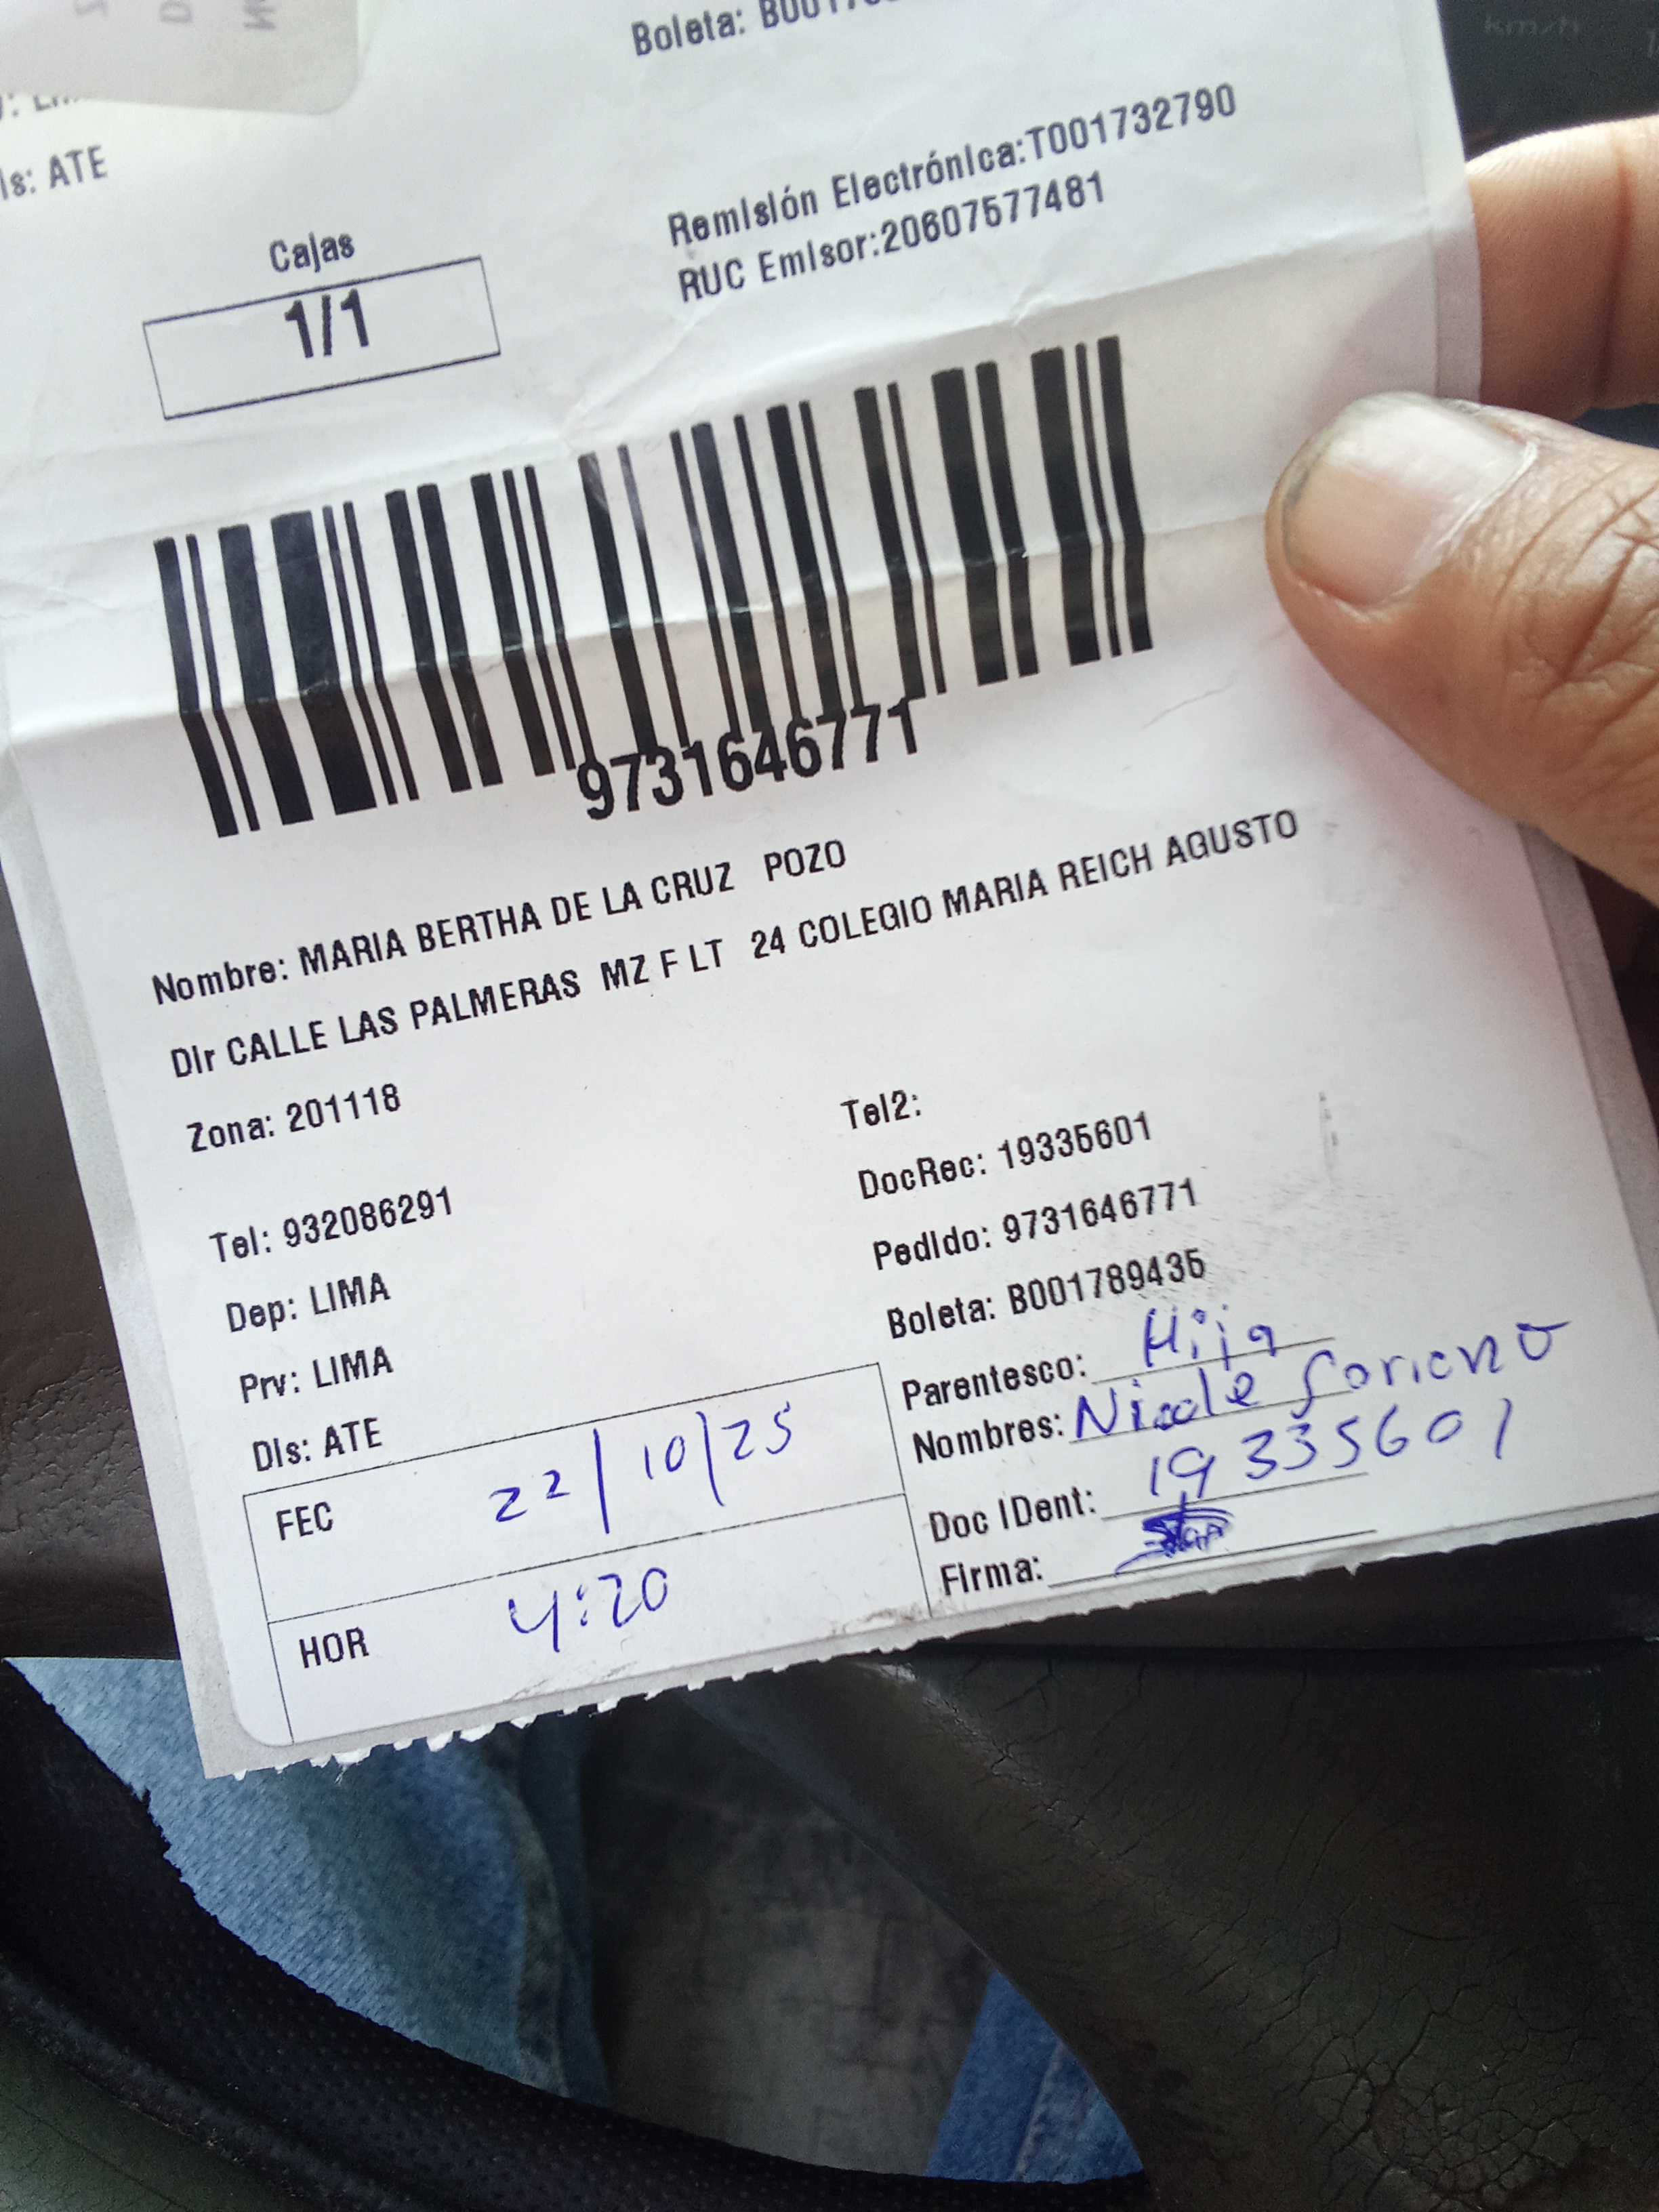 Boleta: B001
Dis: ATE
Remisión Electrónica:T001732790
RUC Emisor:20607577481
Cajas
1/1
9731646771
Nombre: MARIA BERTHA DE LA CRUZ POZO
Dir CALLE LAS PALMERAS MZ F LT 24 COLEGIO MARIA REICH AGUSTO
Zona: 201118
Tel2:
Tel: 932086291
DocRec: 19335601
Dep: LIMA
Pedido: 9731646771
Prv: LIMA
Boleta: B001789435
Dis: ATE
Parentesco: Hija
Nombres: Nicole Soriano
FEC 22/10/25
Doc IDent: 19335601
HOR 4:20
Firma: